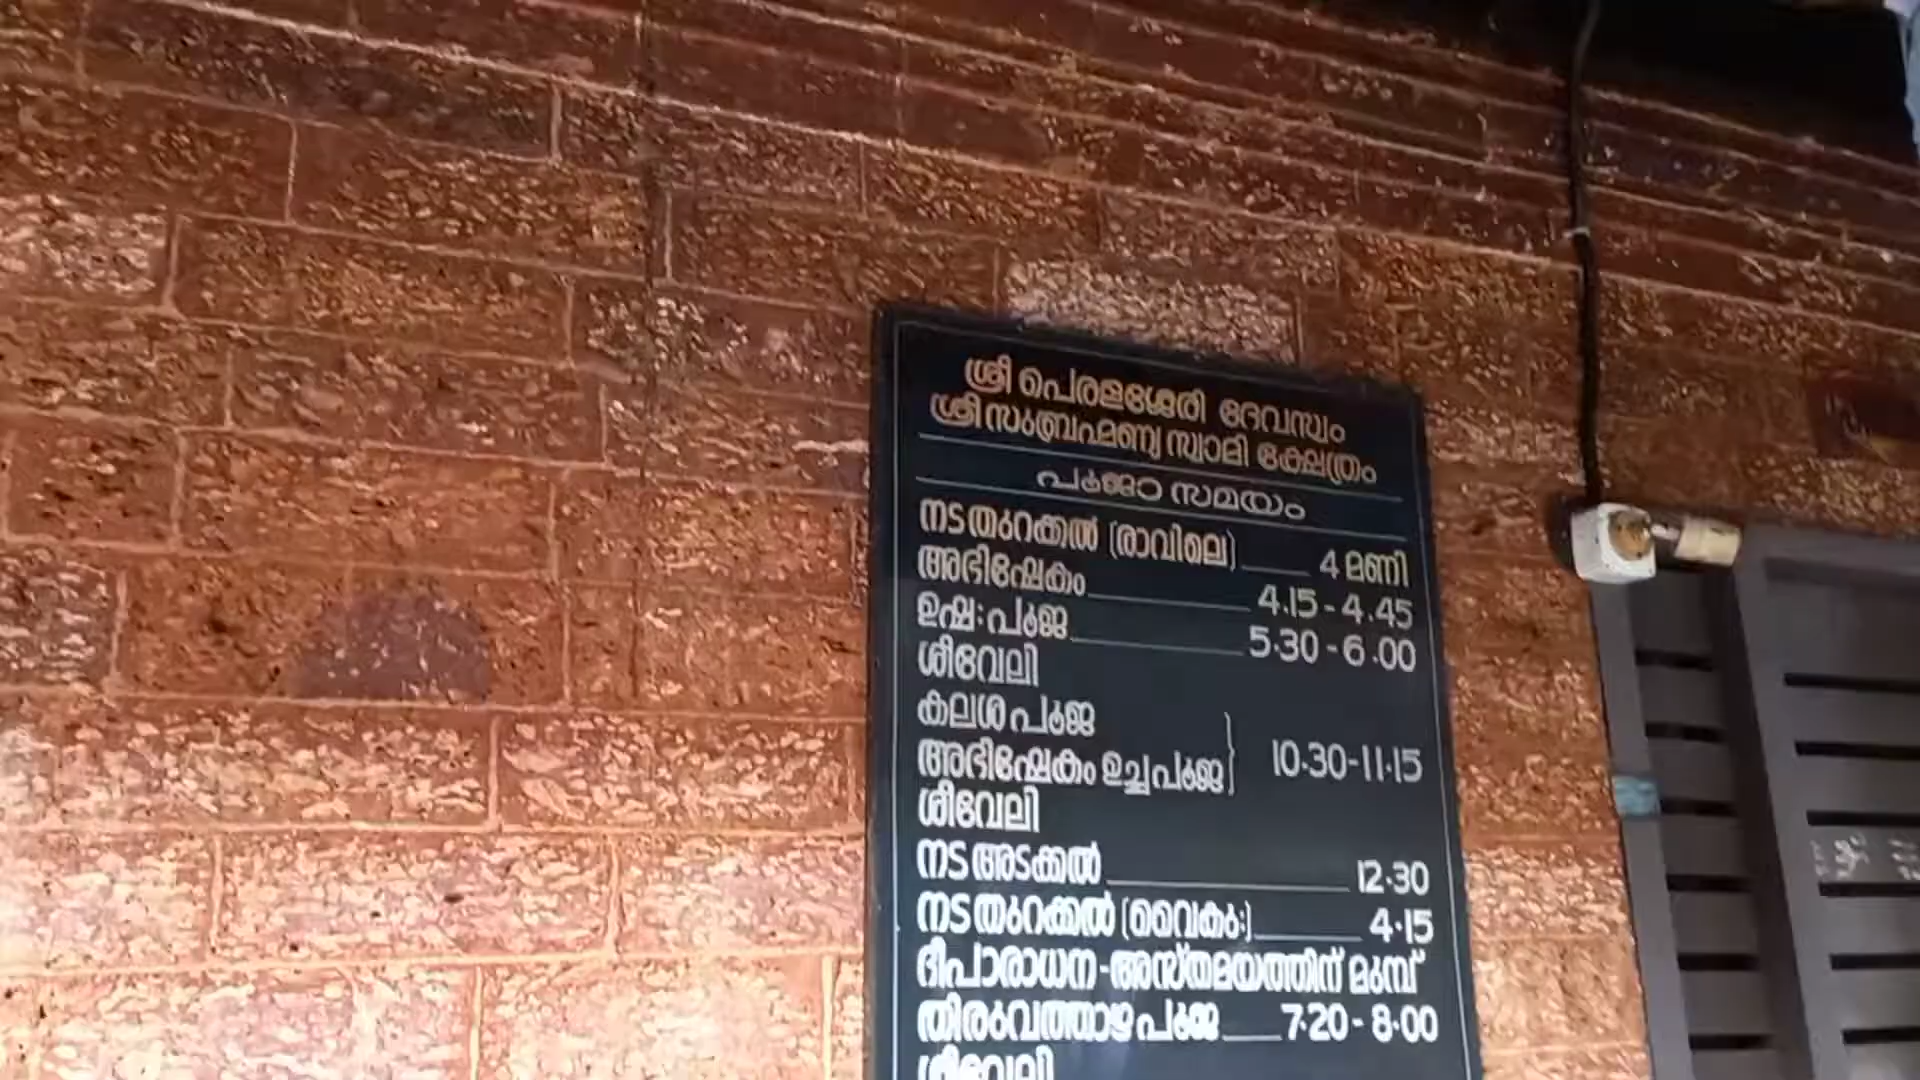 ശ്രീ പെരളശ്ശേരി ദേവസ്വം
ശ്രീ സുബ്രഹ്മണ്യ സ്വാമി ക്ഷേത്രം
പൂജാ സമയം
നട തുറക്കൽ (രാവിലെ) 4 മണി
അഭിഷേകം 4.15 - 4.45
ഉഷ:പൂജ 5.30 - 6.00
ശീവേലി
കലശപൂജ
അഭിഷേകം ഉച്ചപൂജ } 10.30-11.15
ശീവേലി
നട അടക്കൽ 12.30
നട തുറക്കൽ (വൈകു:) 4.15
ദീപാരാധന - അസ്തമയത്തിന് മുമ്പ്
തിരുവത്താഴപൂജ 7.20 - 8.00
ശീവേലി